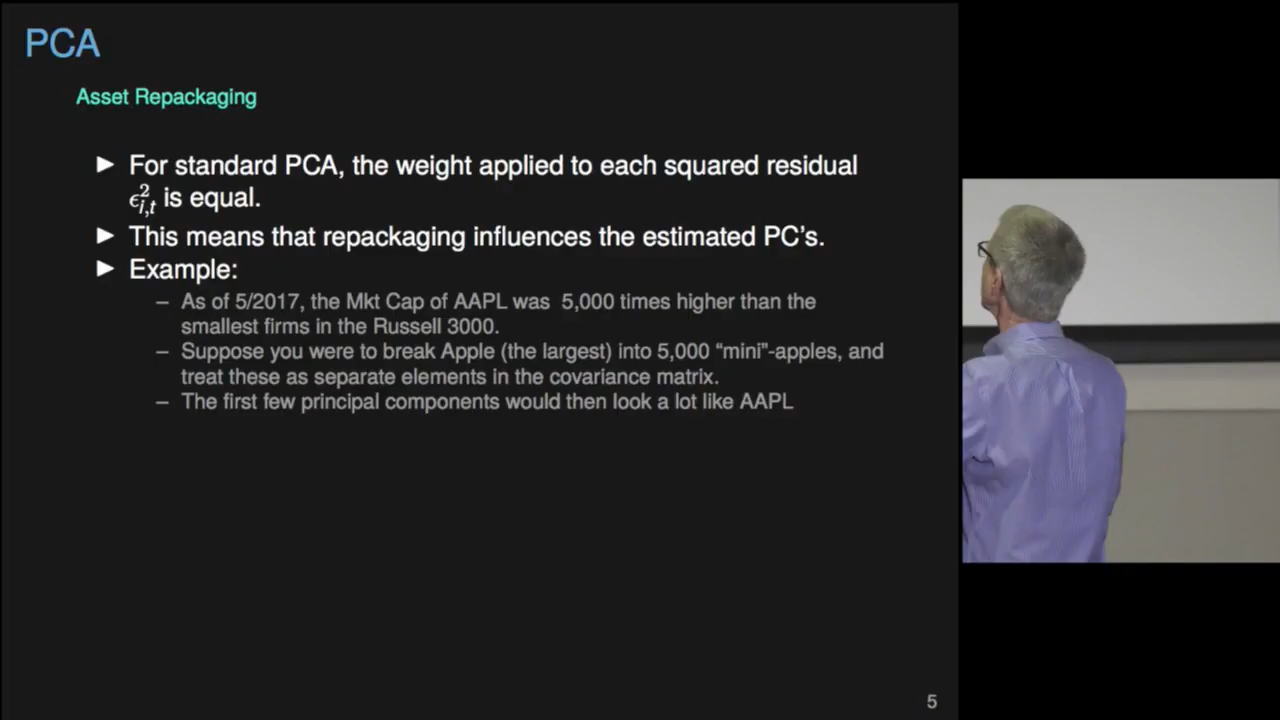 PCA
Asset Repackaging
► For standard PCA, the weight applied to each squared residual
ϵ²ᵢ,ₜ is equal.
► This means that repackaging influences the estimated PC's.
► Example:
– As of 5/2017, the Mkt Cap of AAPL was 5,000 times higher than the
smallest firms in the Russell 3000.
– Suppose you were to break Apple (the largest) into 5,000 “mini”-apples, and
treat these as separate elements in the covariance matrix.
– The first few principal components would then look a lot like AAPL
5